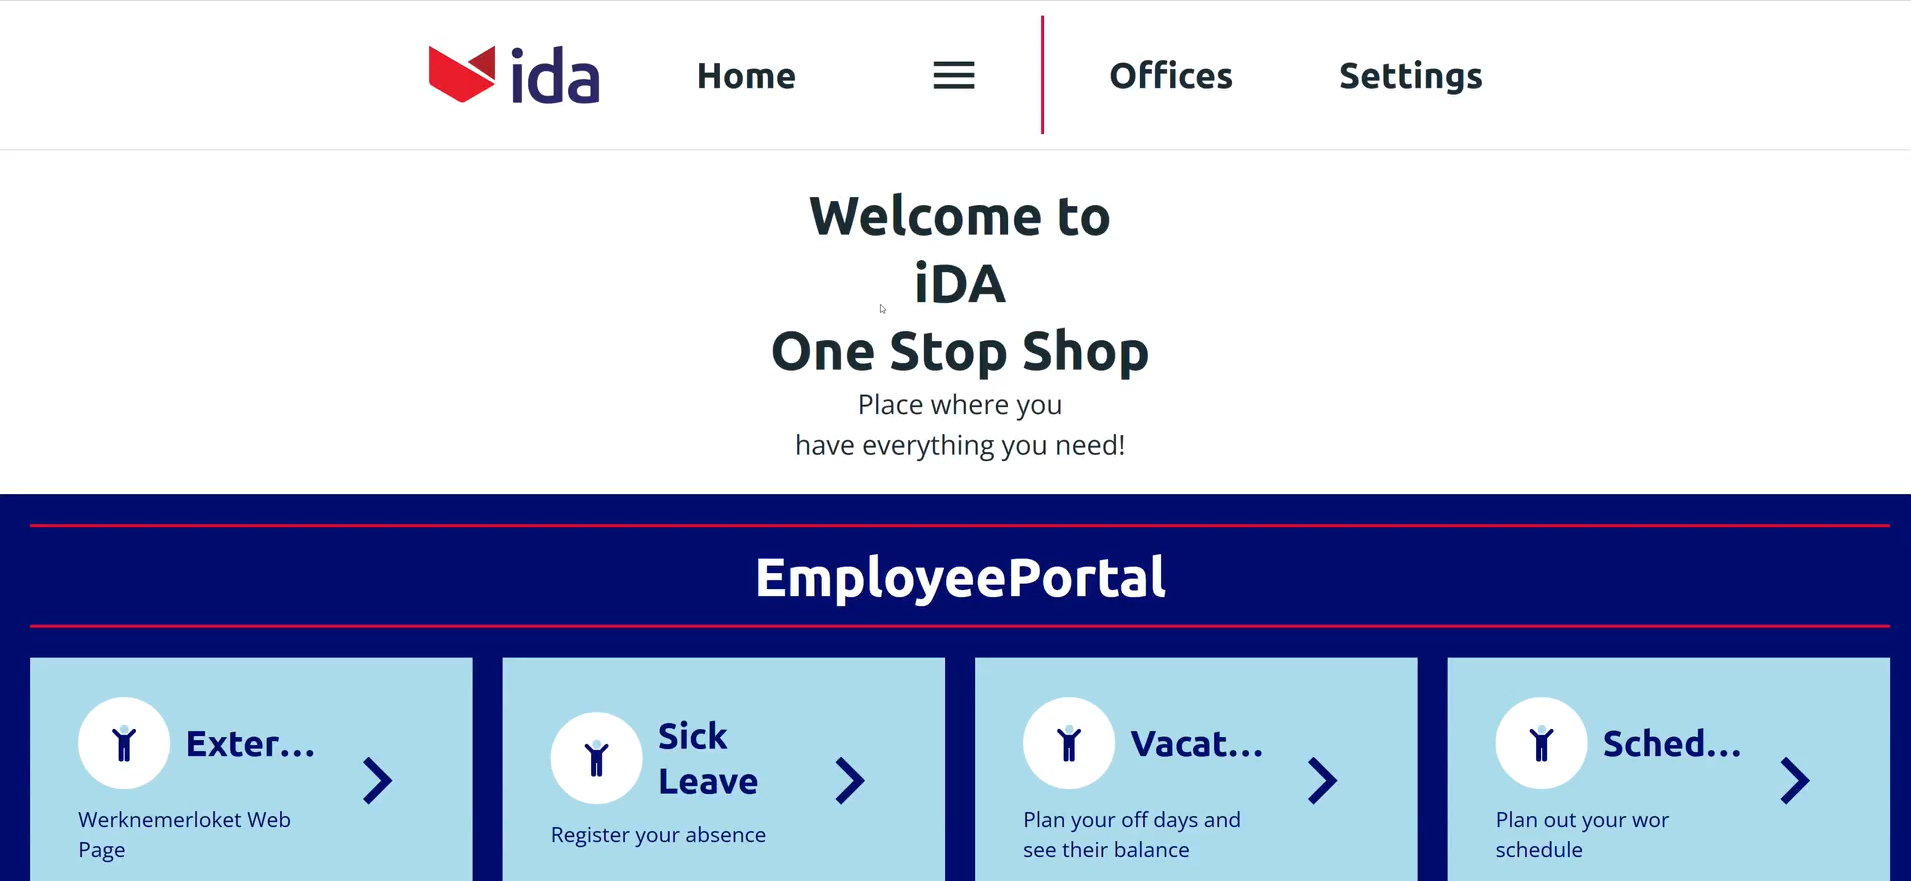 ida
Home
Offices
Settings
Welcome to
iDA
One Stop Shop
Place where you
have everything you need!
EmployeePortal
Exter...
Werknemerloket Web
Page
Sick
Leave
Register your absence
Vacat...
Plan your off days and
see their balance
Sched...
Plan out your wor
schedule